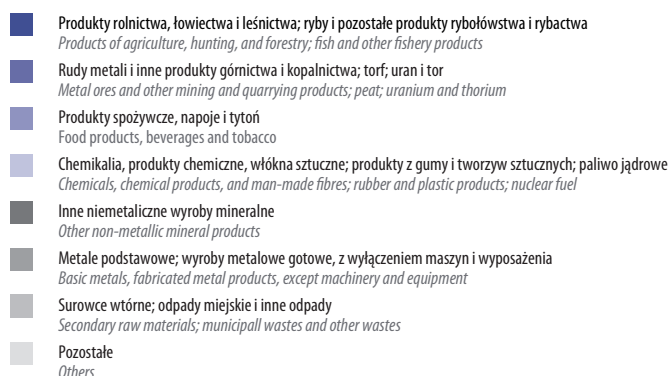 Produkty rolnictwa, łowiectwa i leśnictwa; ryby i pozostałe produkty rybołówstwa i rybactwa
Products of agriculture, hunting, and forestry; fish and other fishery products
Rudy metali i inne produkty górnictwa i kopalnictwa; torf; uran i tor
Metal ores and other mining and quarrying products; peat; uranium and thorium
Produkty spożywcze, napoje i tytoń
Food products, beverages and tobacco
Chemikalia, produkty chemiczne, włókna sztuczne; produkty z gumy i tworzyw sztucznych; paliwo jądrowe
Chemicals, chemical products, and man-made fibres; rubber and plastic products; nuclear fuel
Inne niemetaliczne wyroby mineralne
Other non-metallic mineral products
Metale podstawowe; wyroby metalowe gotowe, z wyłączeniem maszyn i wyposażenia
Basic metals, fabricated metal products, except machinery and equipment
Surowce wtórne; odpady miejskie i inne odpady
Secondary raw materials; municipall wastes and other wastes
Pozostałe
Others